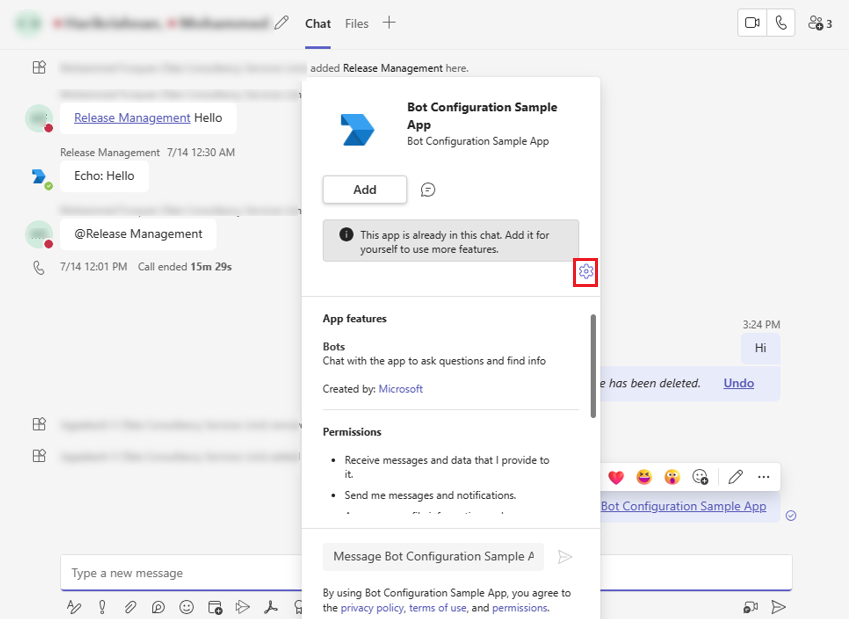 Chat Files
3
added Release Management here.
Release Management Hello
Release Management 7/14 12:30 AM
Echo: Hello
@Release Management
7/14 12:01 PM Call ended 15m 29s
Bot Configuration Sample
App
Bot Configuration Sample App
Add
This app is already in this chat. Add it for
yourself to use more features.
App features
Bots
Chat with the app to ask questions and find info
Created by: Microsoft
Permissions
• Receive messages and data that I provide to
it.
• Send me messages and notifications.
Message Bot Configuration Sample A
By using Bot Configuration Sample App, you agree to
the privacy policy, terms of use, and permissions.
3:24 PM
Hi
e has been deleted. Undo
Bot Configuration Sample App
Type a new message